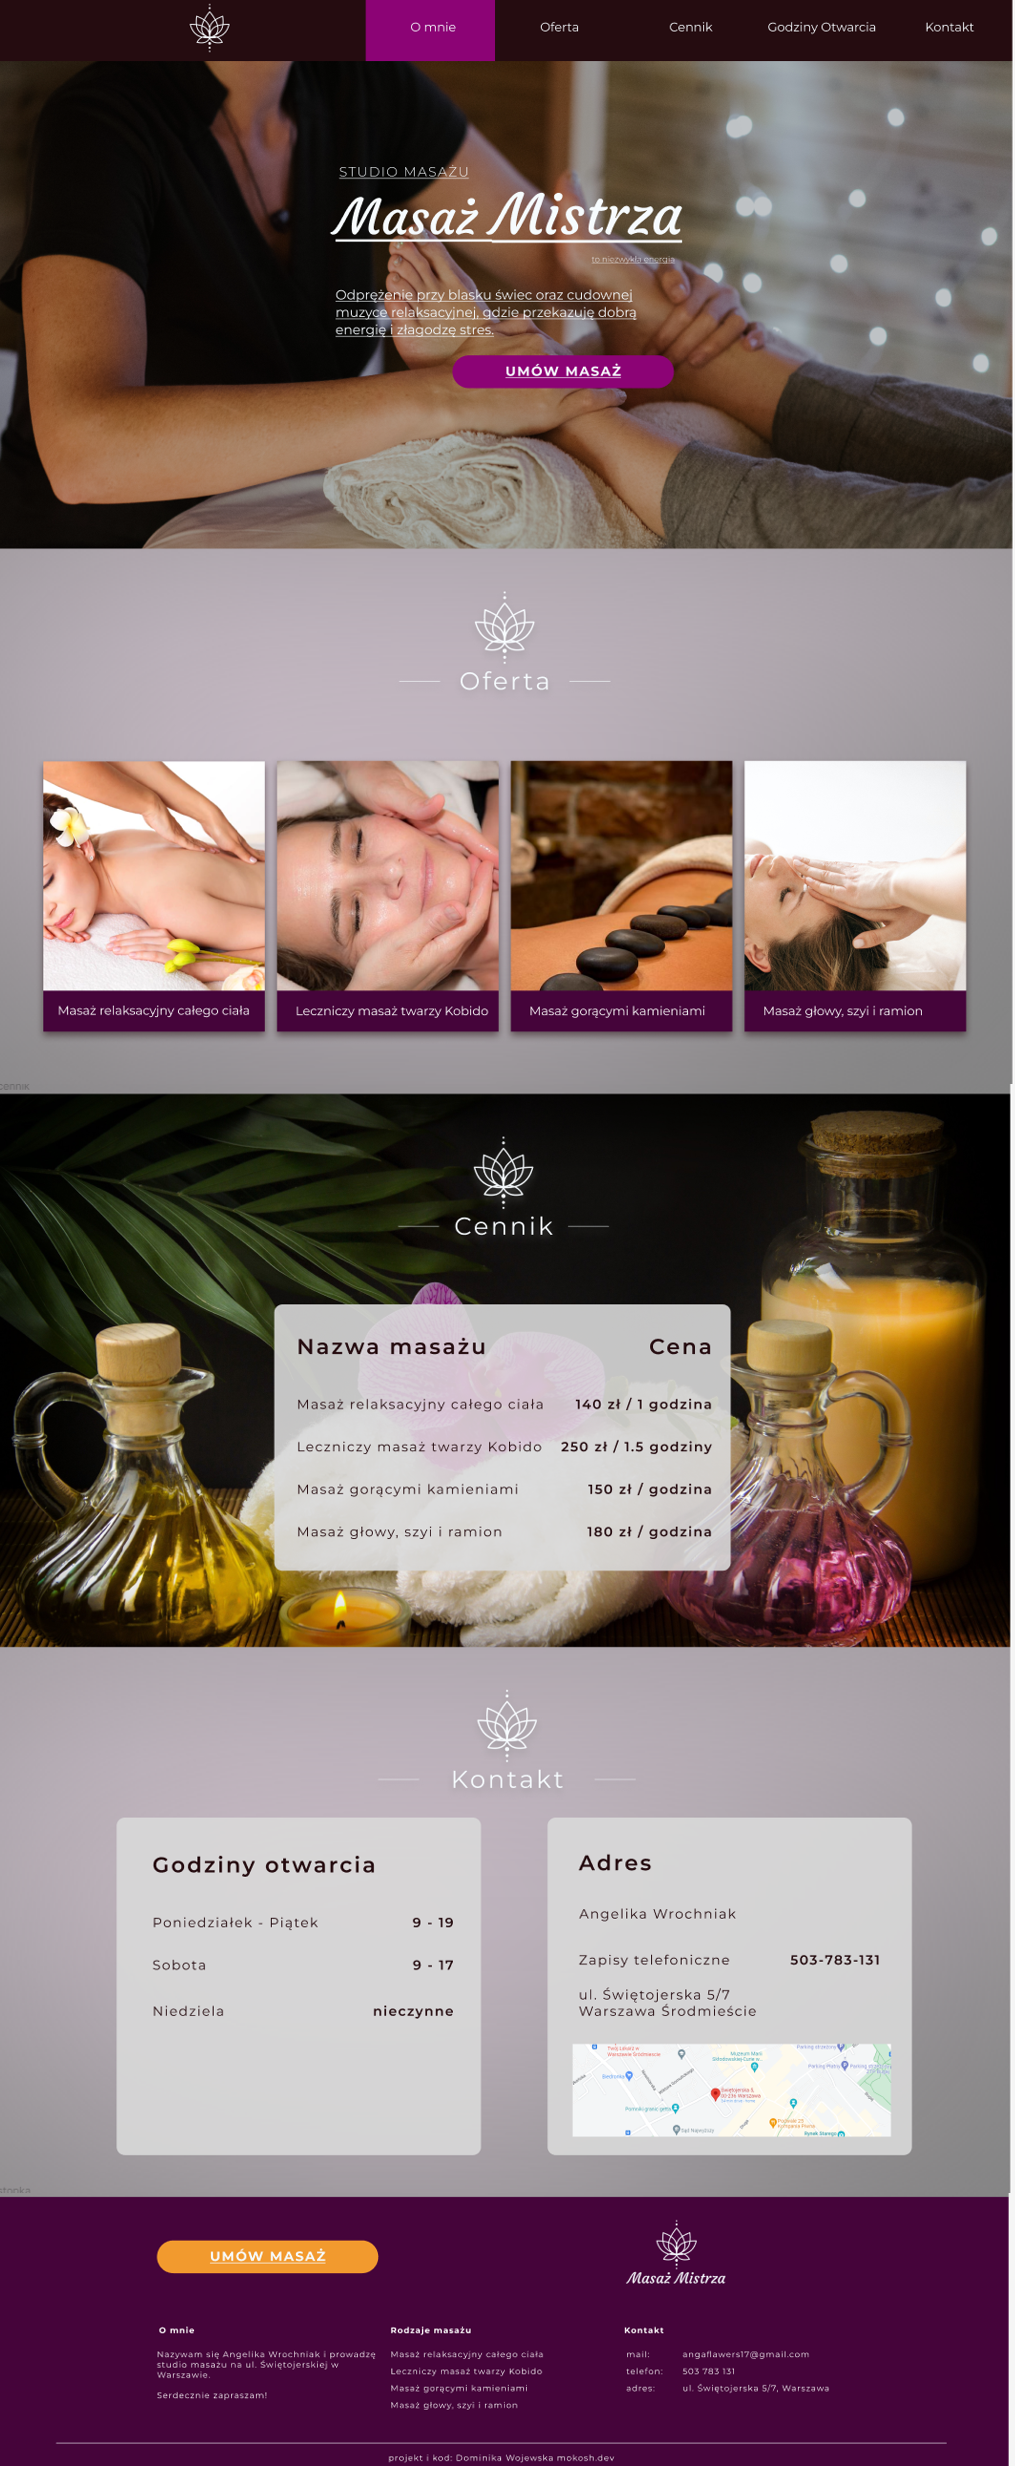 O mnie Oferta Cennik Godziny Otwarcia Kontakt
STUDIO MASAŻU
Masaż Mistrza
to niezwykła energia
Odprężenie przy blasku świec oraz cudownej
muzyce relaksacyjnej, gdzie przekazuję dobrą
energię i złagodzę stres.
UMÓW MASAŻ
Oferta
Masaż relaksacyjny całego ciała
Leczniczy masaż twarzy Kobido
Masaż gorącymi kamieniami
Masaż głowy, szyi i ramion
cennik
Cennik
Nazwa masażu Cena
Masaż relaksacyjny całego ciała 140 zł / 1 godzina
Leczniczy masaż twarzy Kobido 250 zł / 1.5 godziny
Masaż gorącymi kamieniami 150 zł / godzina
Masaż głowy, szyi i ramion 180 zł / godzina
Kontakt
Godziny otwarcia
Poniedziałek - Piątek 9 - 19
Sobota 9 - 17
Niedziela nieczynne
Adres
Angelika Wrochniak
Zapisy telefoniczne 503-783-131
ul. Świętojerska 5/7
Warszawa Środmieście
Biedronka
Świętojerska 5,
00-236 Warszawa
UMÓW MASAŻ
Masaż Mistrza
O mnie
Nazywam się Angelika Wrochniak i prowadzę
studio masażu na ul. Świętojerskiej w
Warszawie.
Serdecznie zapraszam!
Rodzaje masażu
Masaż relaksacyjny całego ciała
Leczniczy masaż twarzy Kobido
Masaż gorącymi kamieniami
Masaż głowy, szyi i ramion
Kontakt
mail: angaflawers17@gmail.com
telefon: 503 783 131
adres: ul. Świętojerska 5/7, Warszawa
projekt i kod: Dominika Wojewska mokosh.dev